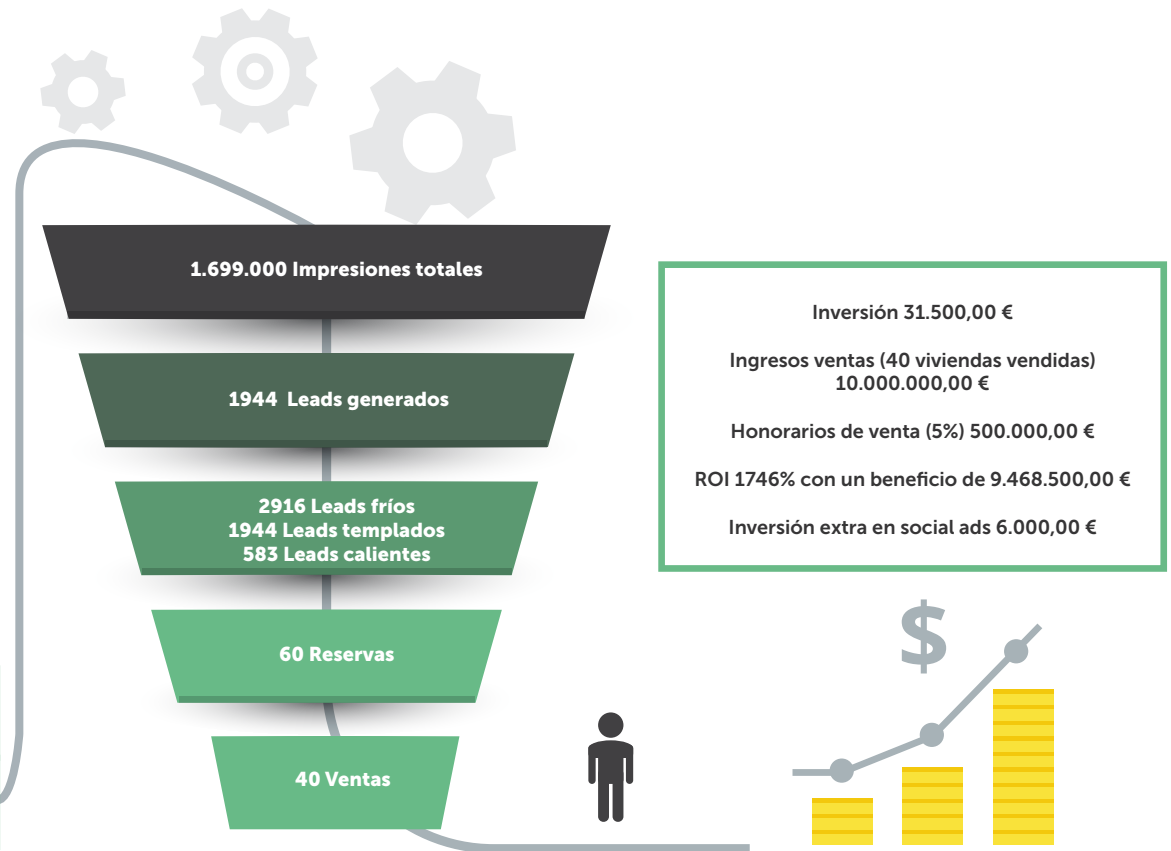 1.699.000 Impresiones totales
1944 Leads generados
2916 Leads fríos
1944 Leads templados
583 Leads calientes
60 Reservas
40 Ventas
Inversión 31.500,00 €
Ingresos ventas (40 viviendas vendidas)
10.000.000,00 €
Honorarios de venta (5%) 500.000,00 €
ROI 1746% con un beneficio de 9.468.500,00 €
Inversión extra en social ads 6.000,00 €
$